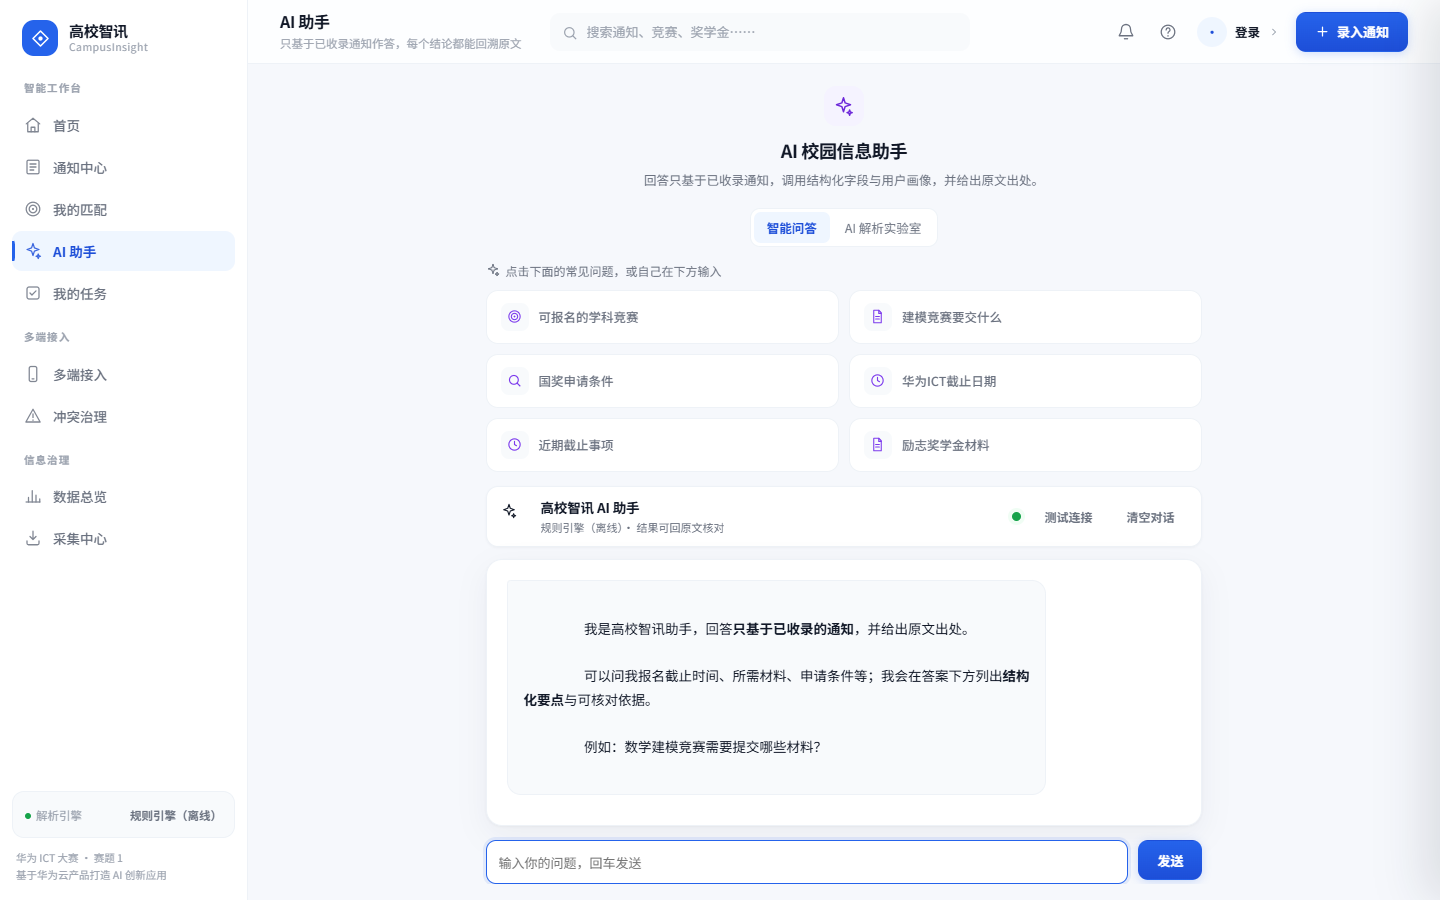 高校智讯
CampusInsight
智能工作台
首页
通知中心
我的匹配
AI 助手
我的任务
多端接入
多端接入
冲突治理
信息治理
数据总览
采集中心
解析引擎
规则引擎（离线）
华为 ICT 大赛 · 赛题 1
基于华为云产品打造 AI 创新应用
AI 助手
只基于已收录通知作答，每个结论都能回溯原文
搜索通知、竞赛、奖学金……
登录
录入通知
AI 校园信息助手
回答只基于已收录通知，调用结构化字段与用户画像，并给出原文出处。
智能问答
AI 解析实验室
点击下面的常见问题，或自己在下方输入
可报名的学科竞赛
建模竞赛要交什么
国奖申请条件
华为ICT截止日期
近期截止事项
励志奖学金材料
高校智讯 AI 助手
规则引擎（离线）· 结果可回原文核对
测试连接
清空对话
我是高校智讯助手，回答只基于已收录的通知，并给出原文出处。
可以问我报名截止时间、所需材料、申请条件等；我会在答案下方列出结构
化要点与可核对依据。
例如：数学建模竞赛需要提交哪些材料？
输入你的问题，回车发送
发送